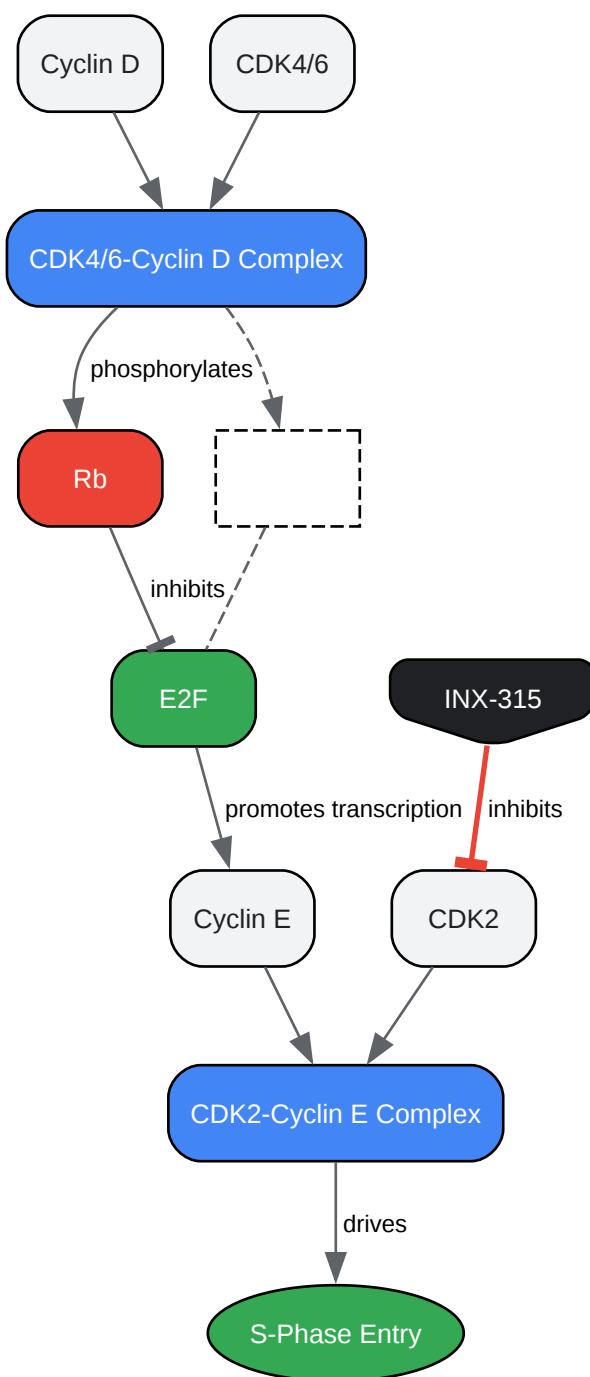 Cyclin D
CDK4/6
CDK4/6-Cyclin D Complex
phosphorylates
Rb
inhibits
E2F
INX-315
promotes transcription
inhibits
Cyclin E
CDK2
CDK2-Cyclin E Complex
drives
S-Phase Entry